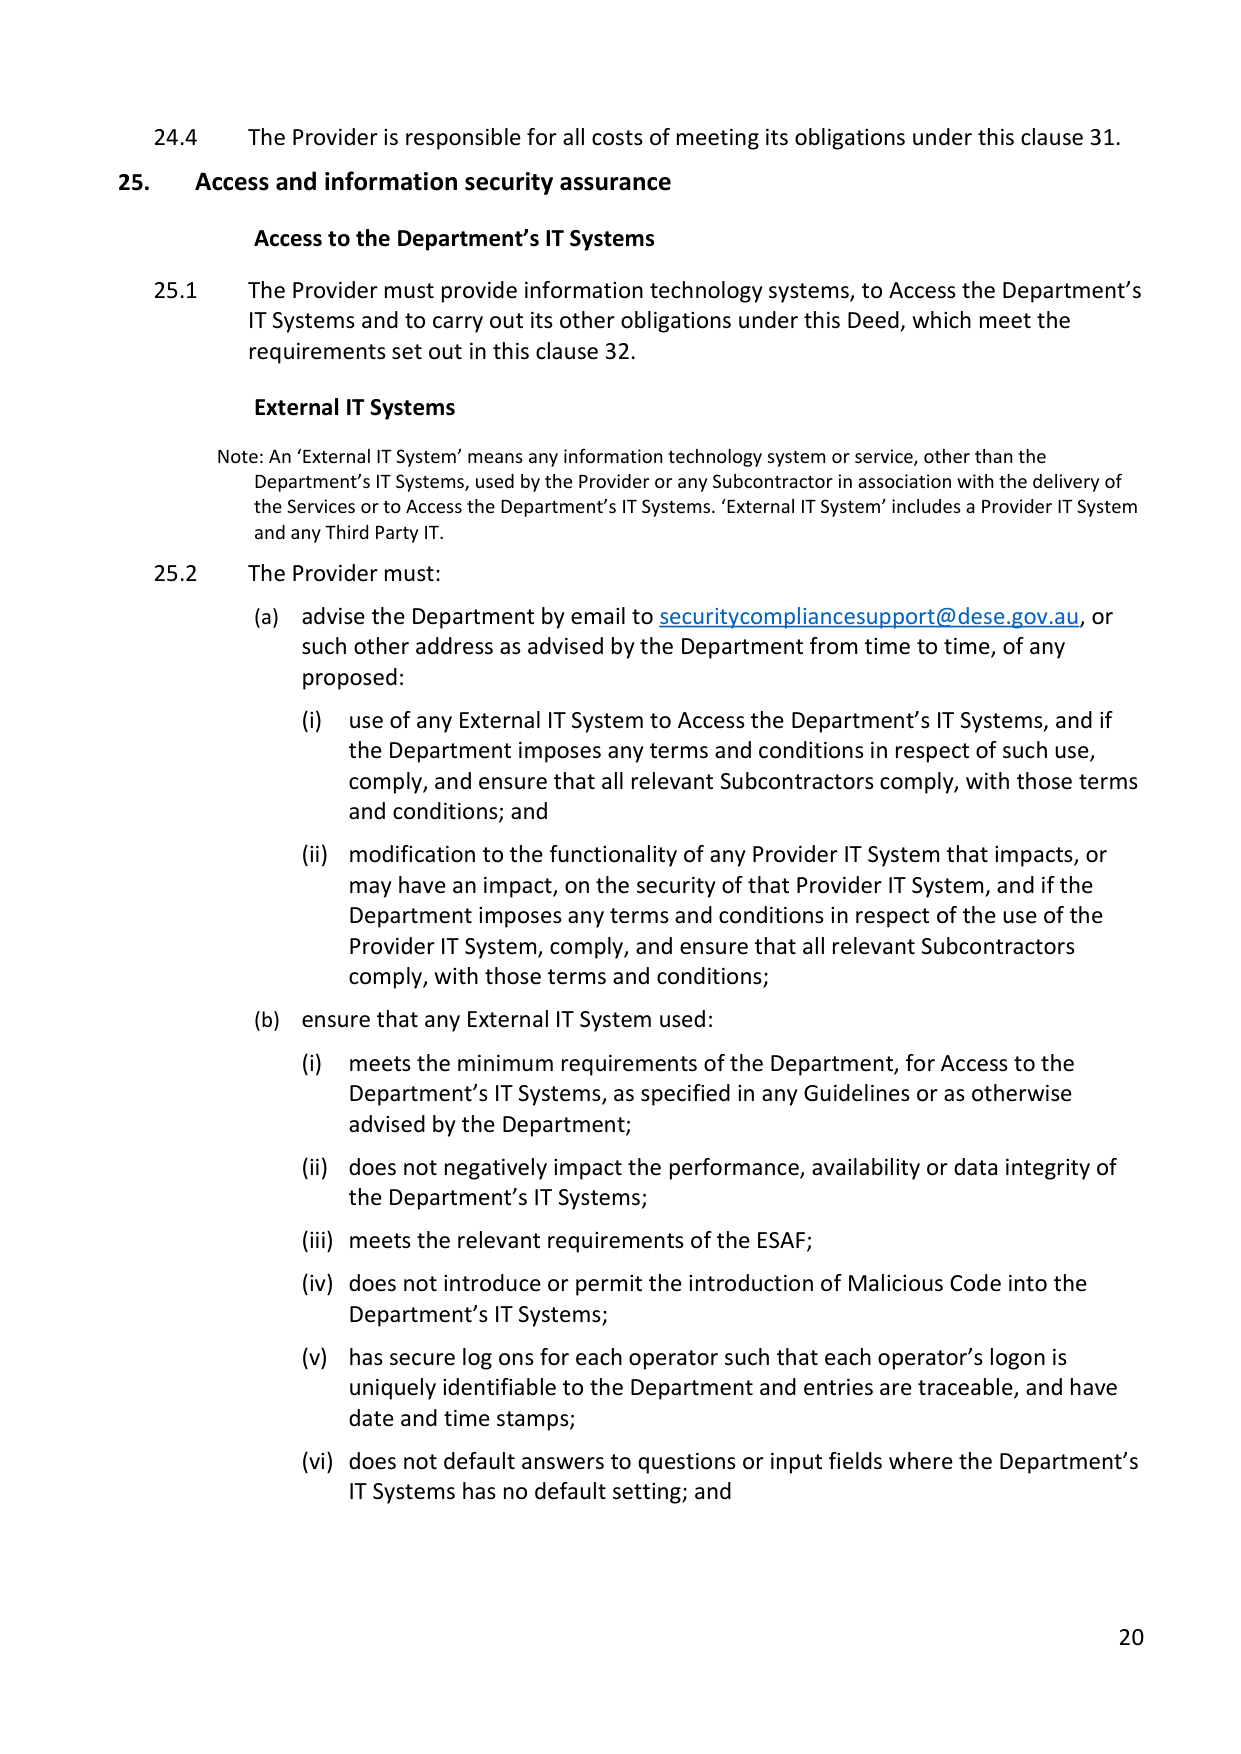 24.4 The Provider is responsible for all costs of meeting its obligations under this clause 31.
25. Access and information security assurance
Access to the Department’s IT Systems
25.1 The Provider must provide information technology systems, to Access the Department’s
IT Systems and to carry out its other obligations under this Deed, which meet the
requirements set out in this clause 32.
External IT Systems
Note: An ‘External IT System’ means any information technology system or service, other than the
Department’s IT Systems, used by the Provider or any Subcontractor in association with the delivery of
the Services or to Access the Department’s IT Systems. ‘External IT System’ includes a Provider IT System
and any Third Party IT.
25.2 The Provider must:
(a) advise the Department by email to securitycompliancesupport@dese.gov.au, or
such other address as advised by the Department from time to time, of any
proposed:
(i) use of any External IT System to Access the Department’s IT Systems, and if
the Department imposes any terms and conditions in respect of such use,
comply, and ensure that all relevant Subcontractors comply, with those terms
and conditions; and
(ii) modification to the functionality of any Provider IT System that impacts, or
may have an impact, on the security of that Provider IT System, and if the
Department imposes any terms and conditions in respect of the use of the
Provider IT System, comply, and ensure that all relevant Subcontractors
comply, with those terms and conditions;
(b) ensure that any External IT System used:
(i) meets the minimum requirements of the Department, for Access to the
Department’s IT Systems, as specified in any Guidelines or as otherwise
advised by the Department;
(ii) does not negatively impact the performance, availability or data integrity of
the Department’s IT Systems;
(iii) meets the relevant requirements of the ESAF;
(iv) does not introduce or permit the introduction of Malicious Code into the
Department’s IT Systems;
(v) has secure log ons for each operator such that each operator’s logon is
uniquely identifiable to the Department and entries are traceable, and have
date and time stamps;
(vi) does not default answers to questions or input fields where the Department’s
IT Systems has no default setting; and
20